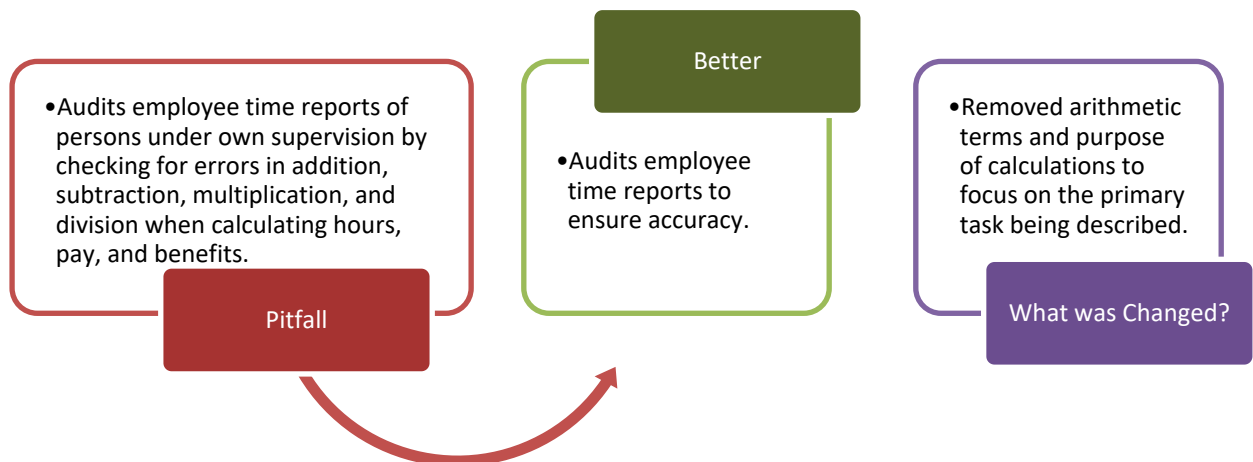 •Audits employee time reports of
persons under own supervision by
checking for errors in addition,
subtraction, multiplication, and
division when calculating hours,
pay, and benefits.
Pitfall
Better
•Audits employee
time reports to
ensure accuracy.
•Removed arithmetic
terms and purpose
of calculations to
focus on the primary
task being described.
What was Changed?